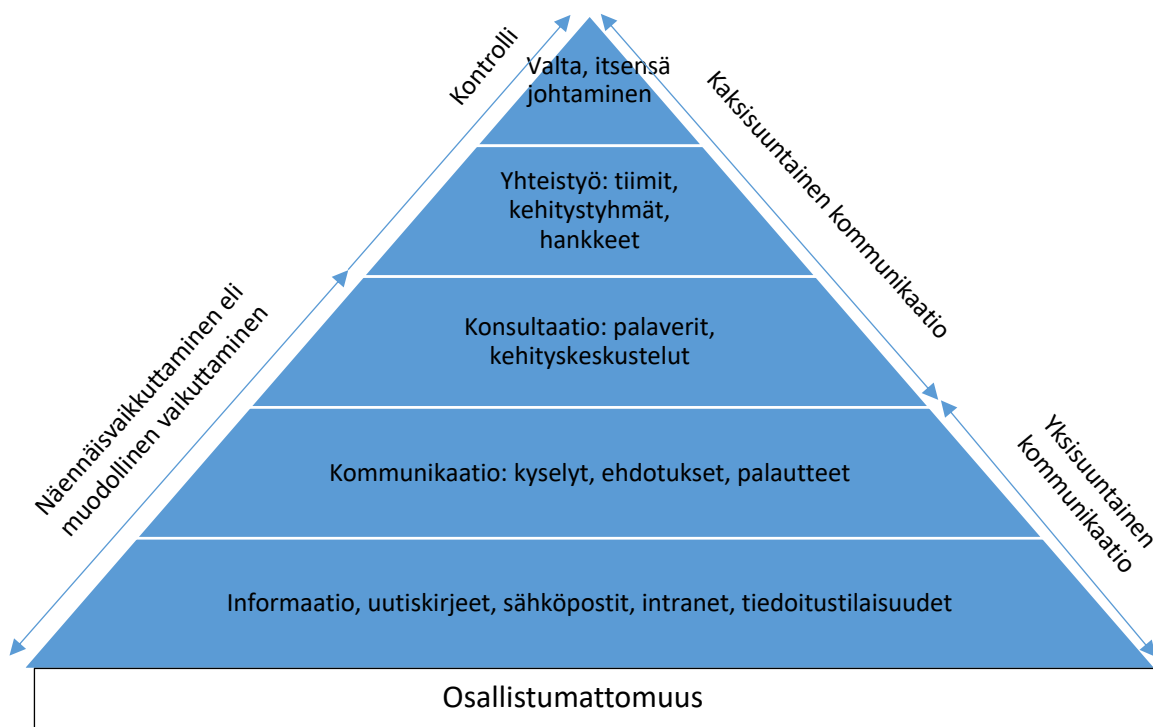 Kontrolli
Kaksisuuntainen kommunikaatio
Valta, itsensä
johtaminen
Yhteistyö: tiimit,
kehitystyhmät,
hankkeet
Konsultaatio: palaverit,
kehityskeskustelut
Näennäisvaikkuttaminen eli
muodollinen vaikuttaminen
Yksisuuntainen
kommunikaatio
Kommunikaatio: kyselyt, ehdotukset, palautteet
Informaatio, uutiskirjeet, sähköpostit, intranet, tiedoitustilaisuudet
Osallistumattomuus